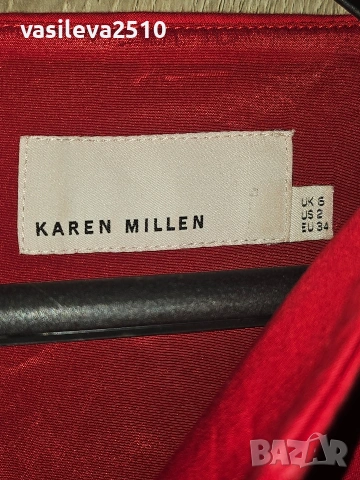 vasileva2510
KAREN MILLEN
UK 6
US 2
EU 34
BAZAR